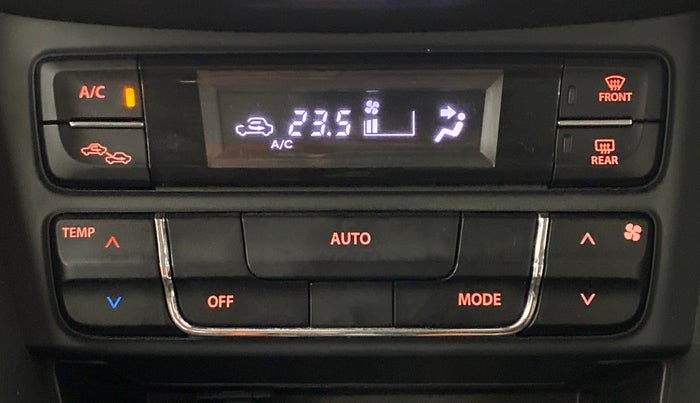 A/C
23.5
A/C
FRONT
REAR
TEMP
AUTO
OFF
MODE